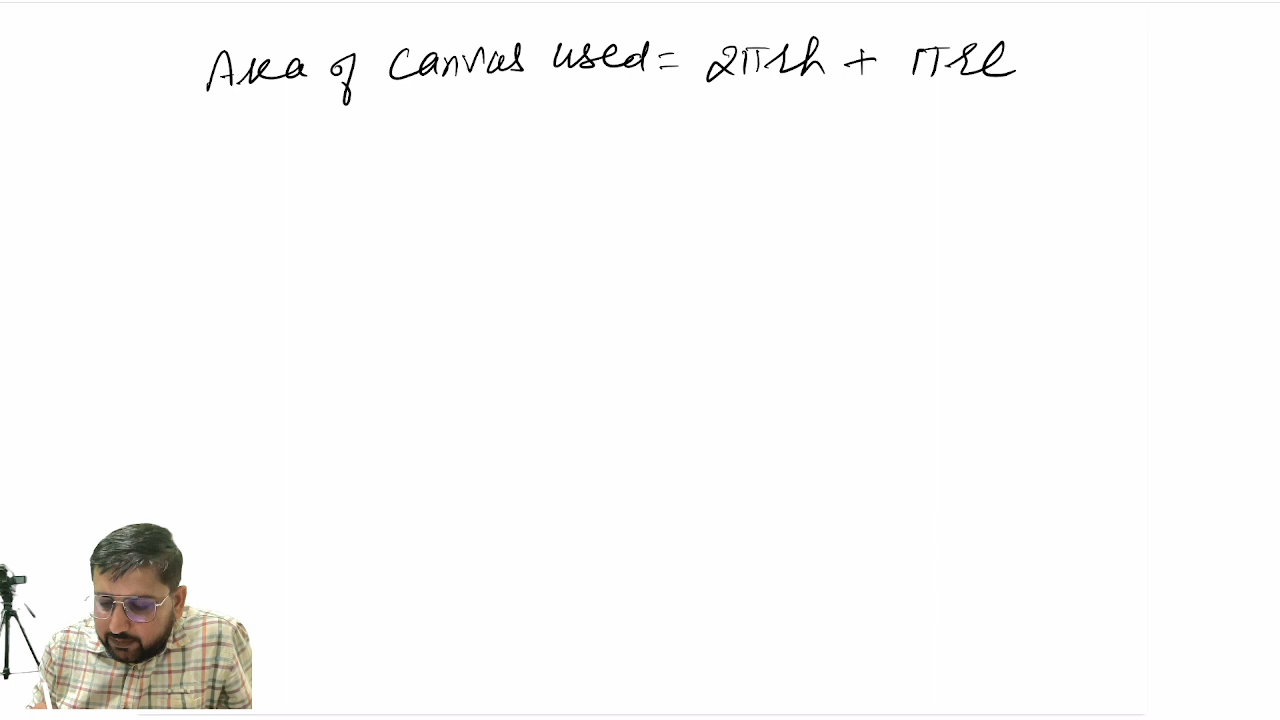 Area of canvas used = 2πrh + πrl